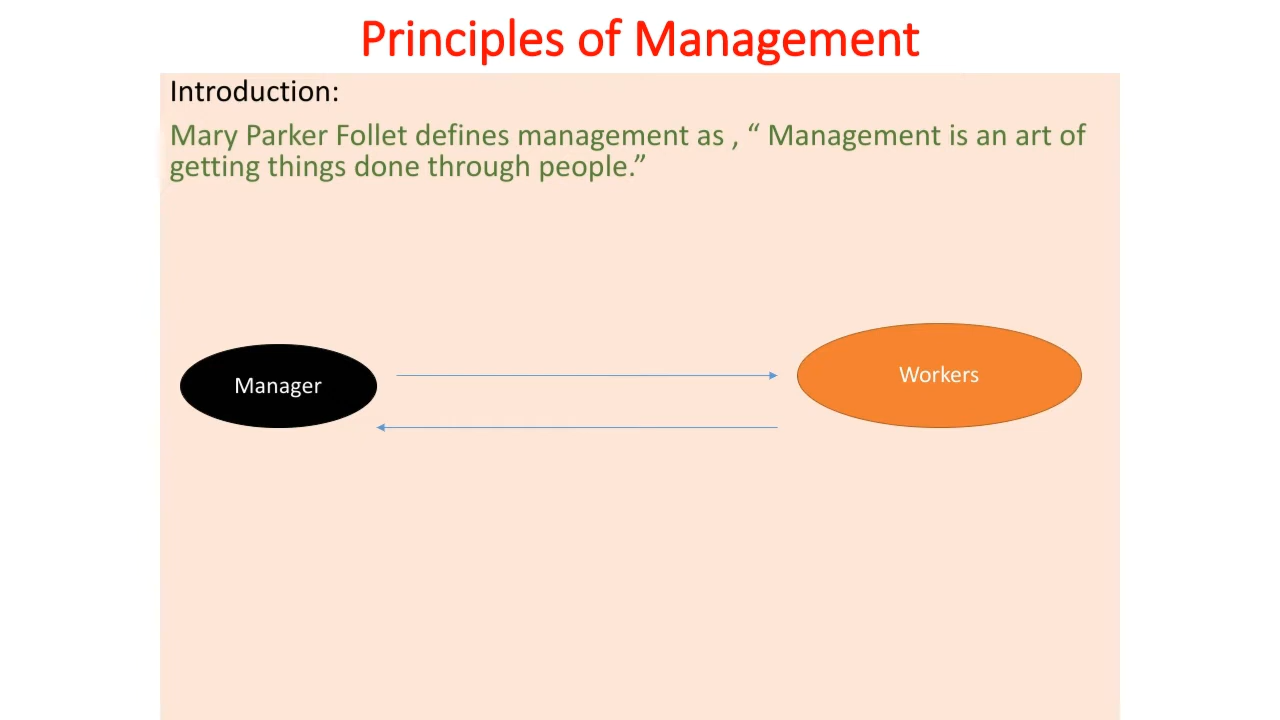 Principles of Management
Introduction:
Mary Parker Follet defines management as , “ Management is an art of
getting things done through people.”
Manager
Workers